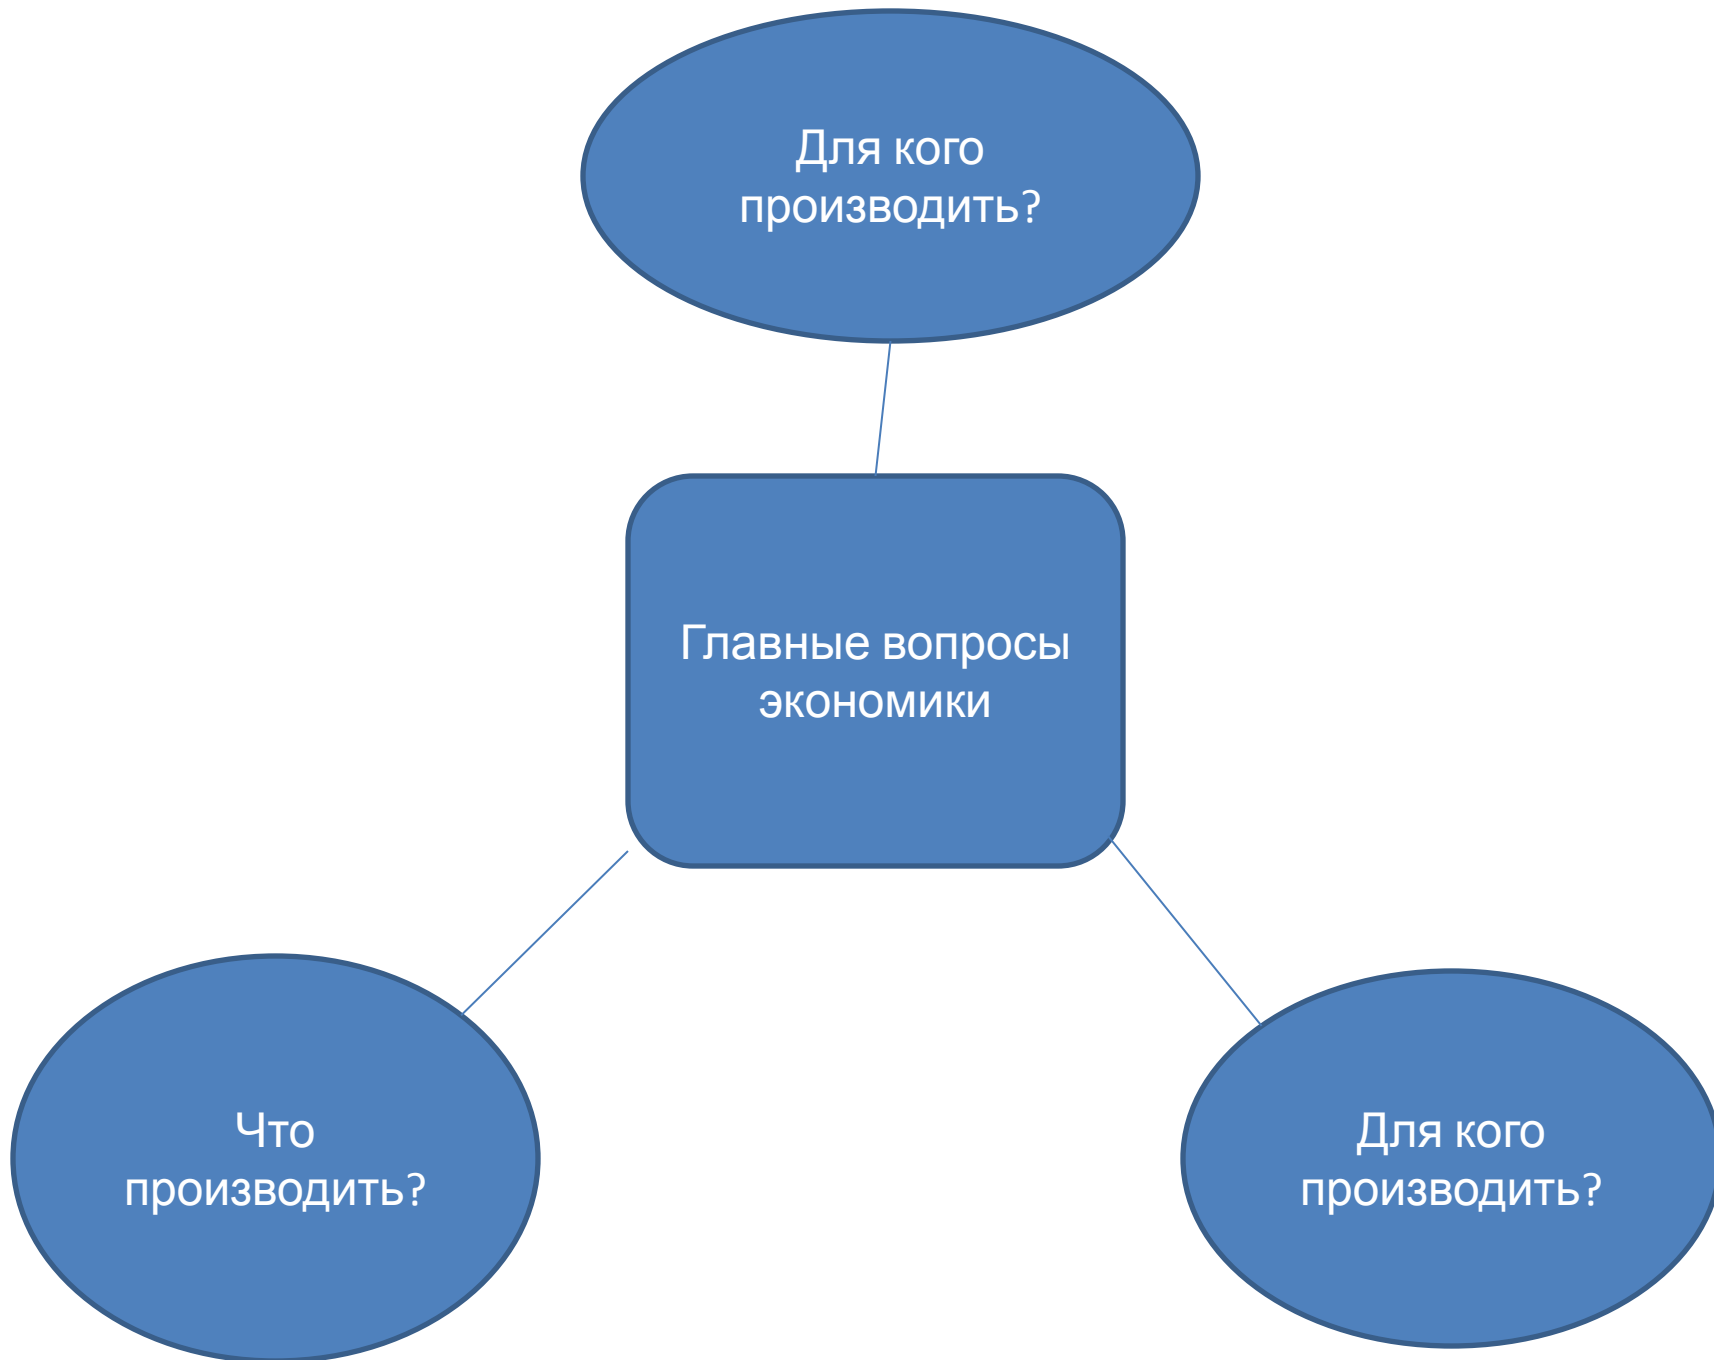 Для кого
производить?
Главные вопросы
экономики
Что
производить?
Для кого
производить?